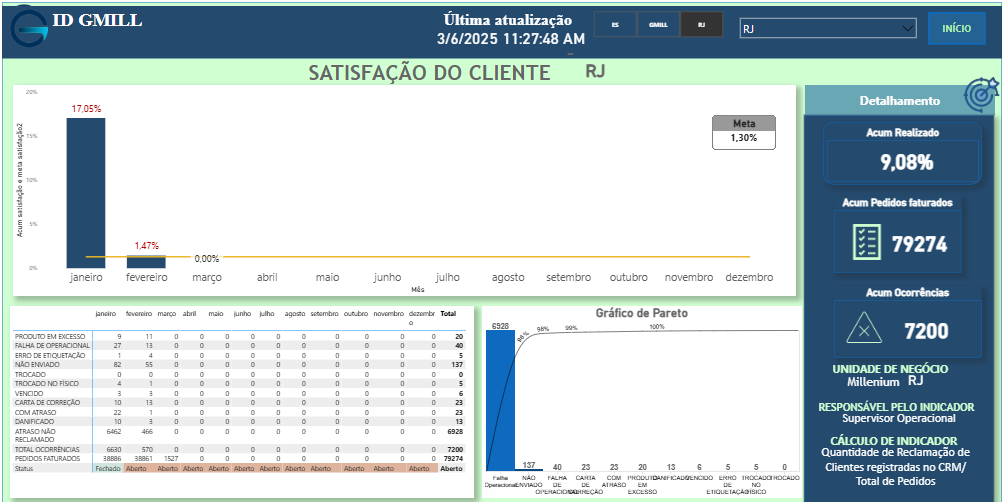 ID GMILL
Última atualização
3/6/2025 11:27:48 AM
ES GMILL RJ
RJ
INÍCIO
SATISFAÇÃO DO CLIENTE RJ
Acum satisfação e meta satisfação2
20%
15%
10%
5%
0%
17,05%
1,47%
0,00%
Meta
1,30%
janeiro fevereiro março abril maio junho julho agosto setembro outubro novembro dezembro
Mês
Detalhamento
Acum Realizado
9,08%
Acum Pedidos faturados
79274
Acum Ocorrências
7200
UNIDADE DE NEGÓCIO
Millenium RJ
RESPONSÁVEL PELO INDICADOR
Supervisor Operacional
CÁLCULO DE INDICADOR
Quantidade de Reclamação de
Clientes registradas no CRM/
Total de Pedidos
janeiro fevereiro março abril maio junho julho agosto setembro outubro novembro dezembr Total
o
PRODUTO EM EXCESSO 9 11 0 0 0 0 0 0 0 0 0 0 20
FALHA DE OPERACIONAL 27 13 0 0 0 0 0 0 0 0 0 0 40
ERRO DE ETIQUETAÇÃO 1 4 0 0 0 0 0 0 0 0 0 0 5
NÃO ENVIADO 82 55 0 0 0 0 0 0 0 0 0 0 137
TROCADO 0 0 0 0 0 0 0 0 0 0 0 0 0
TROCADO NO FÍSICO 4 1 0 0 0 0 0 0 0 0 0 0 5
VENCIDO 3 3 0 0 0 0 0 0 0 0 0 0 6
CARTA DE CORREÇÃO 10 13 0 0 0 0 0 0 0 0 0 0 23
COM ATRASO 22 1 0 0 0 0 0 0 0 0 0 0 23
DANIFICADO 10 3 0 0 0 0 0 0 0 0 0 0 13
ATRASO NÃO 6462 466 0 0 0 0 0 0 0 0 0 0 6928
RECLAMADO
TOTAL OCORRÊNCIAS 6630 570 0 0 0 0 0 0 0 0 0 0 7200
PEDIDOS FATURADOS 38886 38861 1527 0 0 0 0 0 0 0 0 0 79274
Status Fechado Aberto Aberto Aberto Aberto Aberto Aberto Aberto Aberto Aberto Aberto Aberto Aberto
Gráfico de Pareto
6928
98% 99% 100%
137 40 23 23 20 13 6 5 5 0
Falha NÃO FALHA CARTA COM PRODUTO DANIFICADO VENCIDO ERRO TROCADO TROCADO
Operacional ENVIADO DE DE ATRASO EM DE NO
OPERACIONAL CORREÇÃO EXCESSO ETIQUETAÇÃO FÍSICO